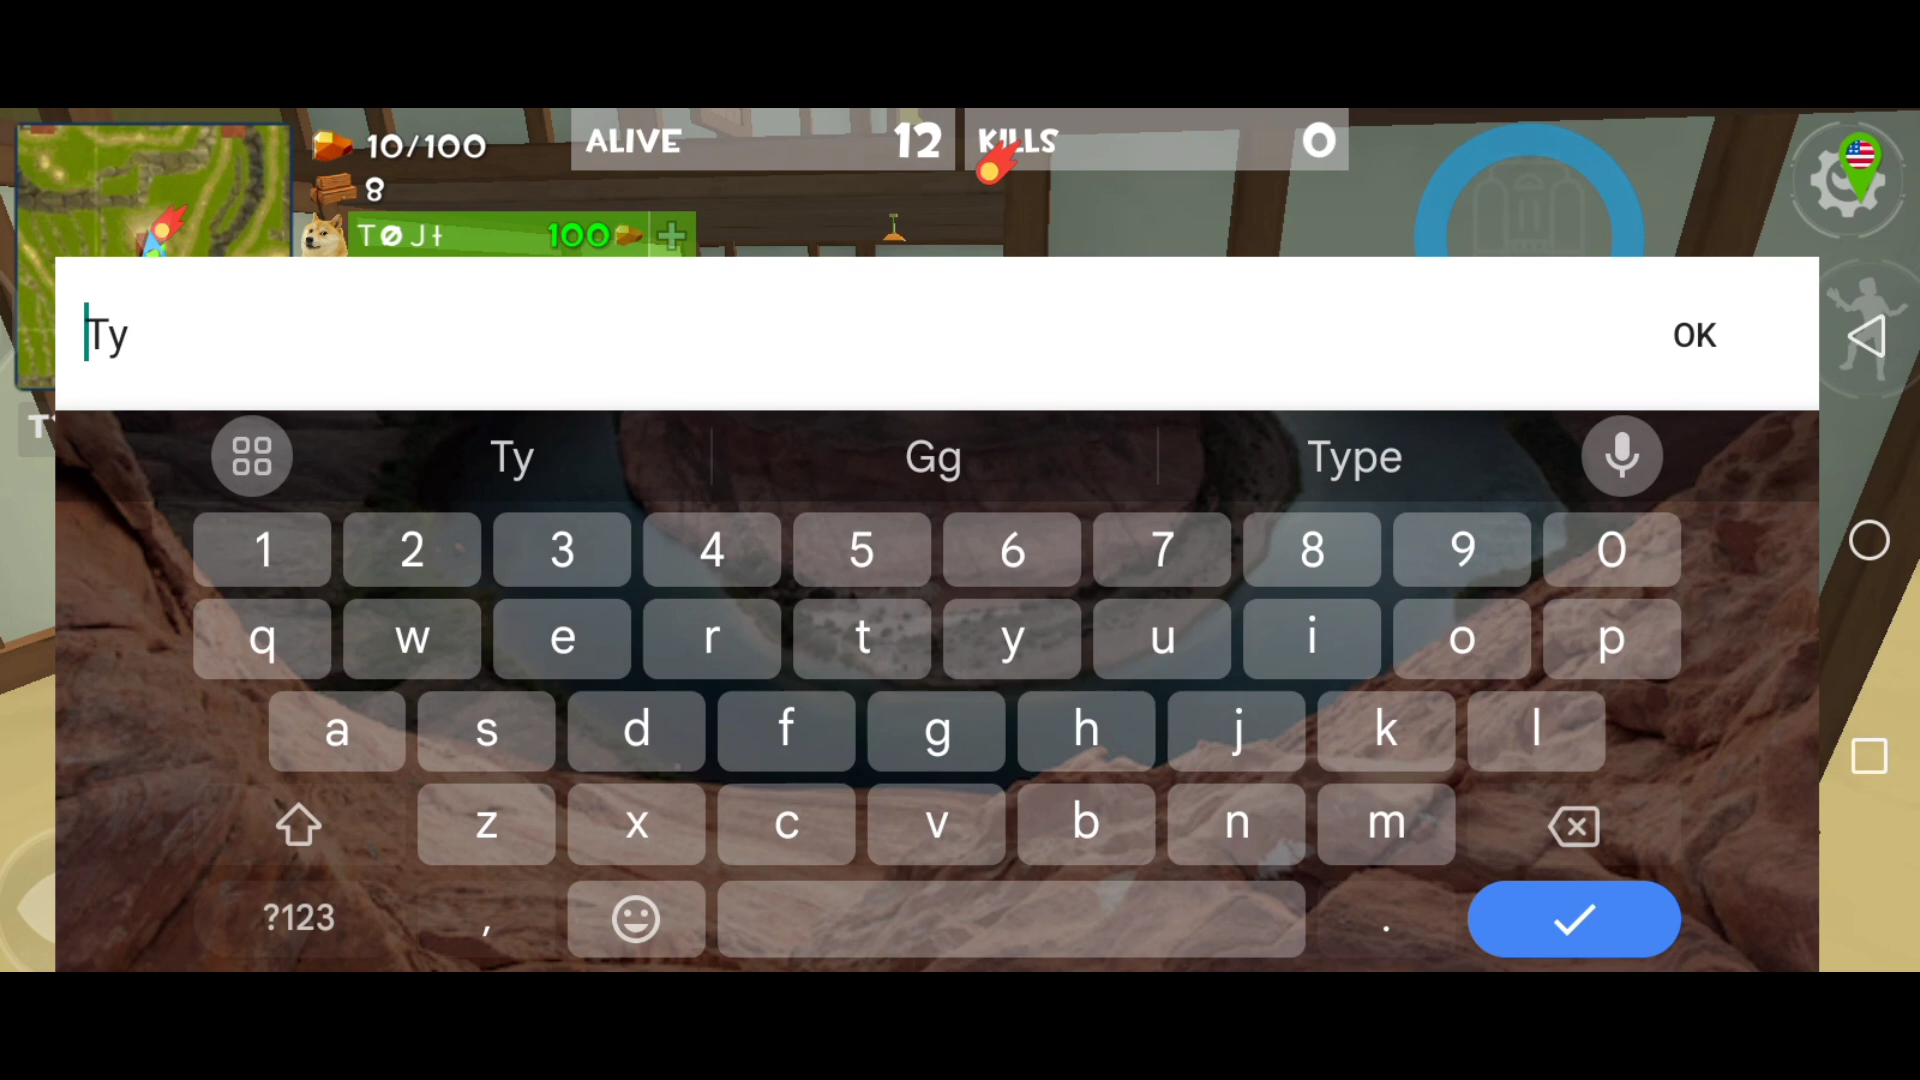 10/100
ALIVE 12
KILLS 0
8
TØJƗ 100
Ty
OK
Ty Gg Type
1 2 3 4 5 6 7 8 9 0
q w e r t y u i o p
a s d f g h j k l
z x c v b n m
?123 , .